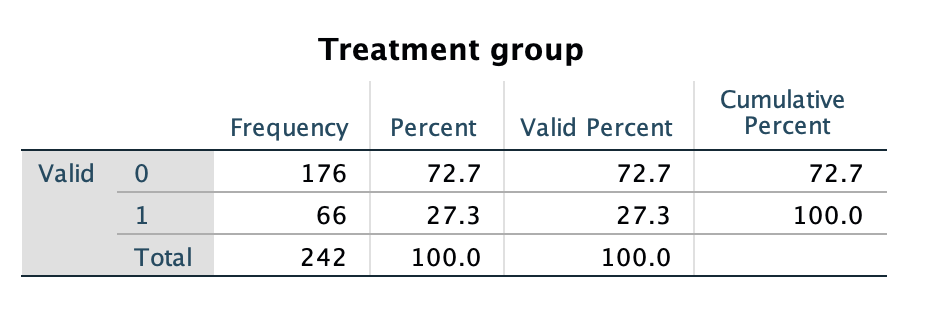 Treatment group
Frequency Percent Valid Percent Cumulative Percent
Valid 0 176 72.7 72.7 72.7
1 66 27.3 27.3 100.0
Total 242 100.0 100.0